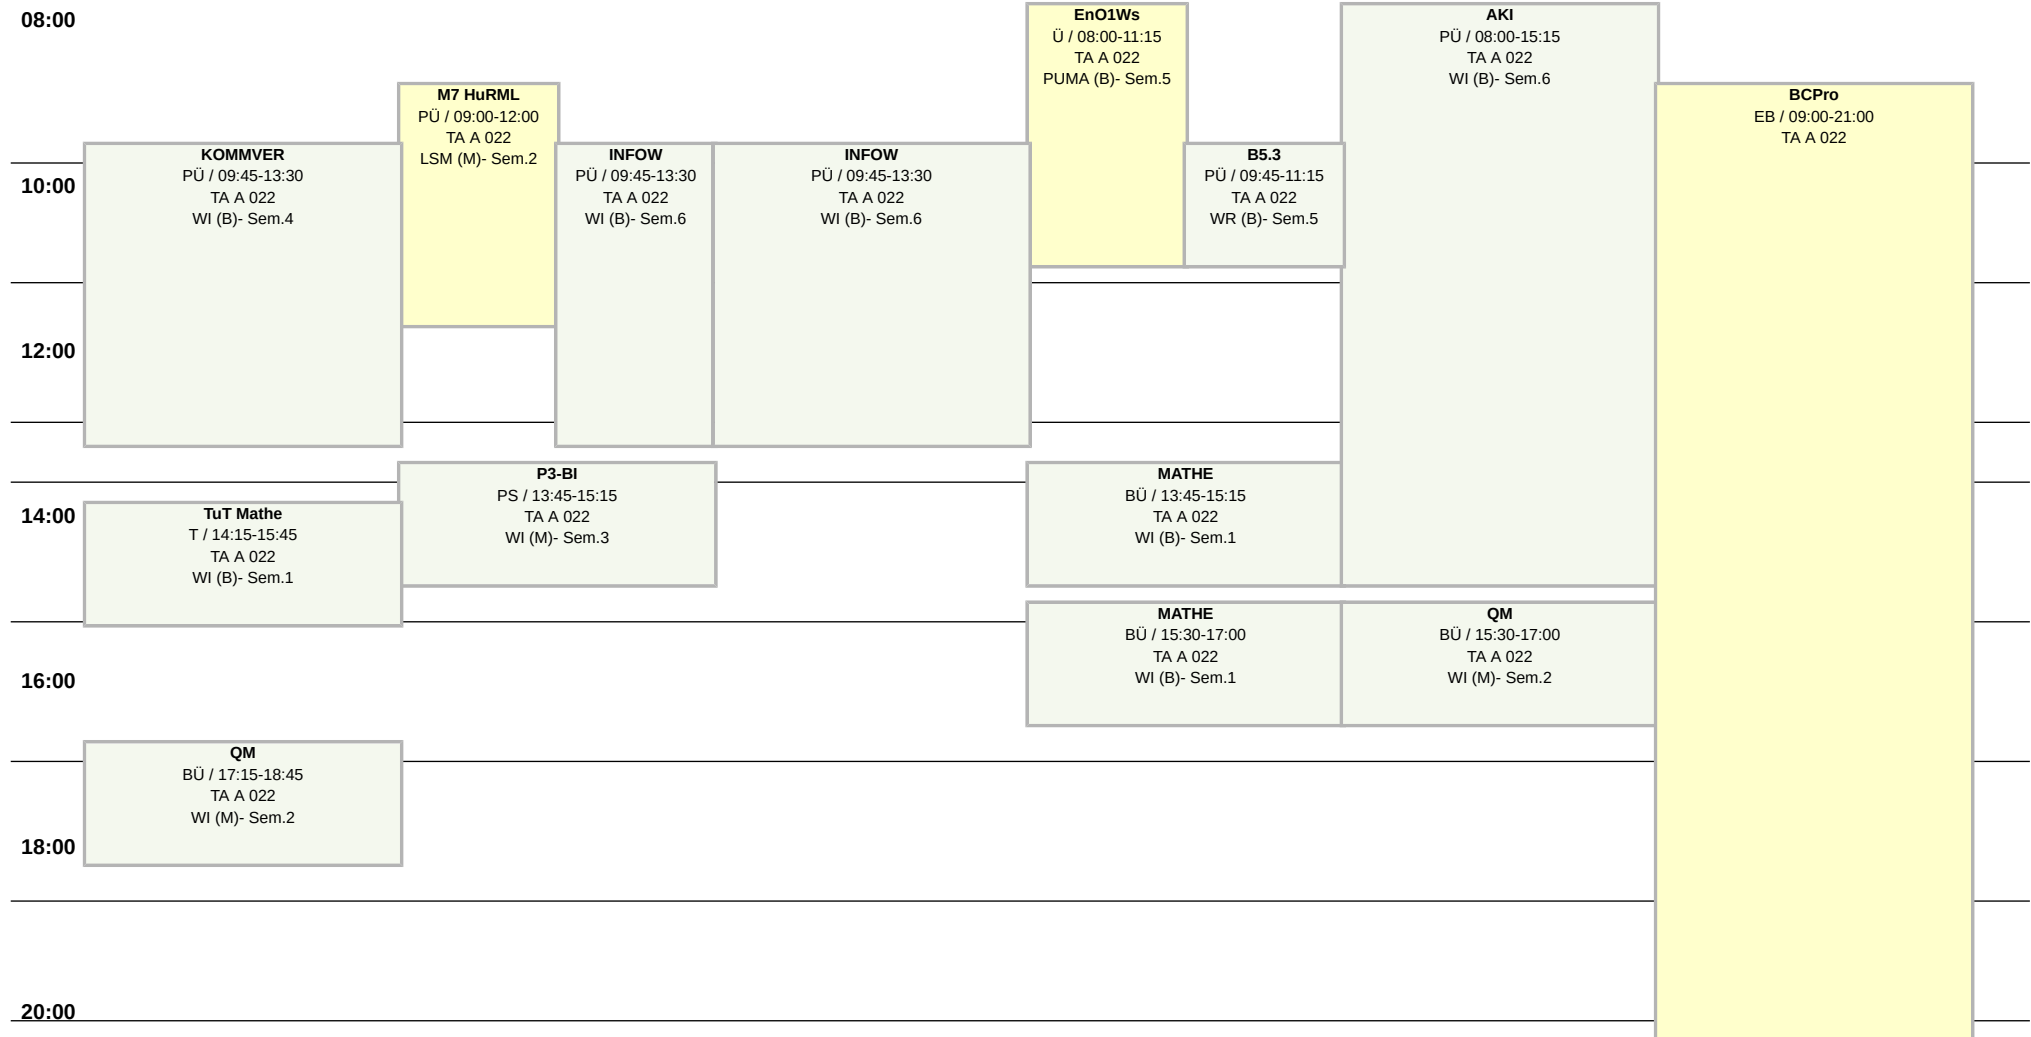 08:00
10:00
12:00
14:00
16:00
18:00
20:00
KOMMVER
PÜ / 09:45-13:30
TA A 022
WI (B)- Sem.4
TuT Mathe
T / 14:15-15:45
TA A 022
WI (B)- Sem.1
QM
BÜ / 17:15-18:45
TA A 022
WI (M)- Sem.2
M7 HuRML
PÜ / 09:00-12:00
TA A 022
LSM (M)- Sem.2
INFOW
PÜ / 09:45-13:30
TA A 022
WI (B)- Sem.6
P3-BI
PS / 13:45-15:15
TA A 022
WI (M)- Sem.3
INFOW
PÜ / 09:45-13:30
TA A 022
WI (B)- Sem.6
EnO1Ws
Ü / 08:00-11:15
TA A 022
PUMA (B)- Sem.5
B5.3
PÜ / 09:45-11:15
TA A 022
WR (B)- Sem.5
MATHE
BÜ / 13:45-15:15
TA A 022
WI (B)- Sem.1
MATHE
BÜ / 15:30-17:00
TA A 022
WI (B)- Sem.1
AKI
PÜ / 08:00-15:15
TA A 022
WI (B)- Sem.6
QM
BÜ / 15:30-17:00
TA A 022
WI (M)- Sem.2
BCPro
EB / 09:00-21:00
TA A 022